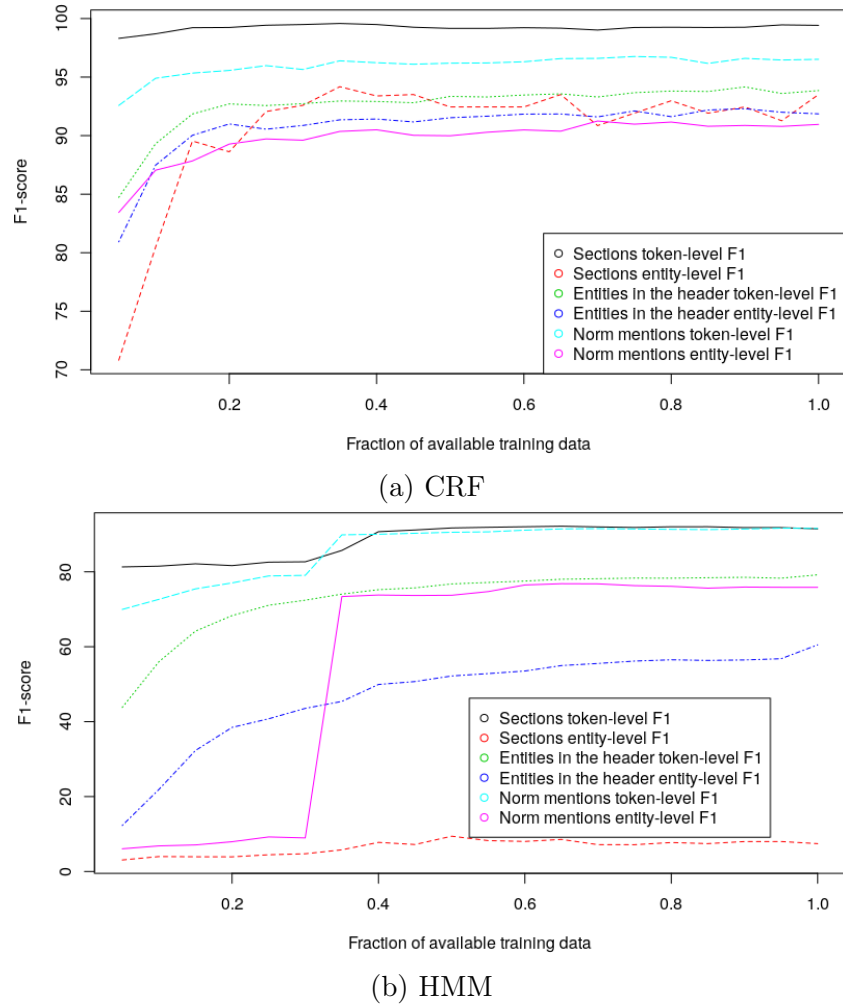 100
95
90
85
80
75
70
F1-score
Sections token-level F1
Sections entity-level F1
Entities in the header token-level F1
Entities in the header entity-level F1
Norm mentions token-level F1
Norm mentions entity-level F1
0.2 0.4 0.6 0.8 1.0
Fraction of available training data
(a) CRF
80
60
40
20
0
F1-score
Sections token-level F1
Sections entity-level F1
Entities in the header token-level F1
Entities in the header entity-level F1
Norm mentions token-level F1
Norm mentions entity-level F1
0.2 0.4 0.6 0.8 1.0
Fraction of available training data
(b) HMM